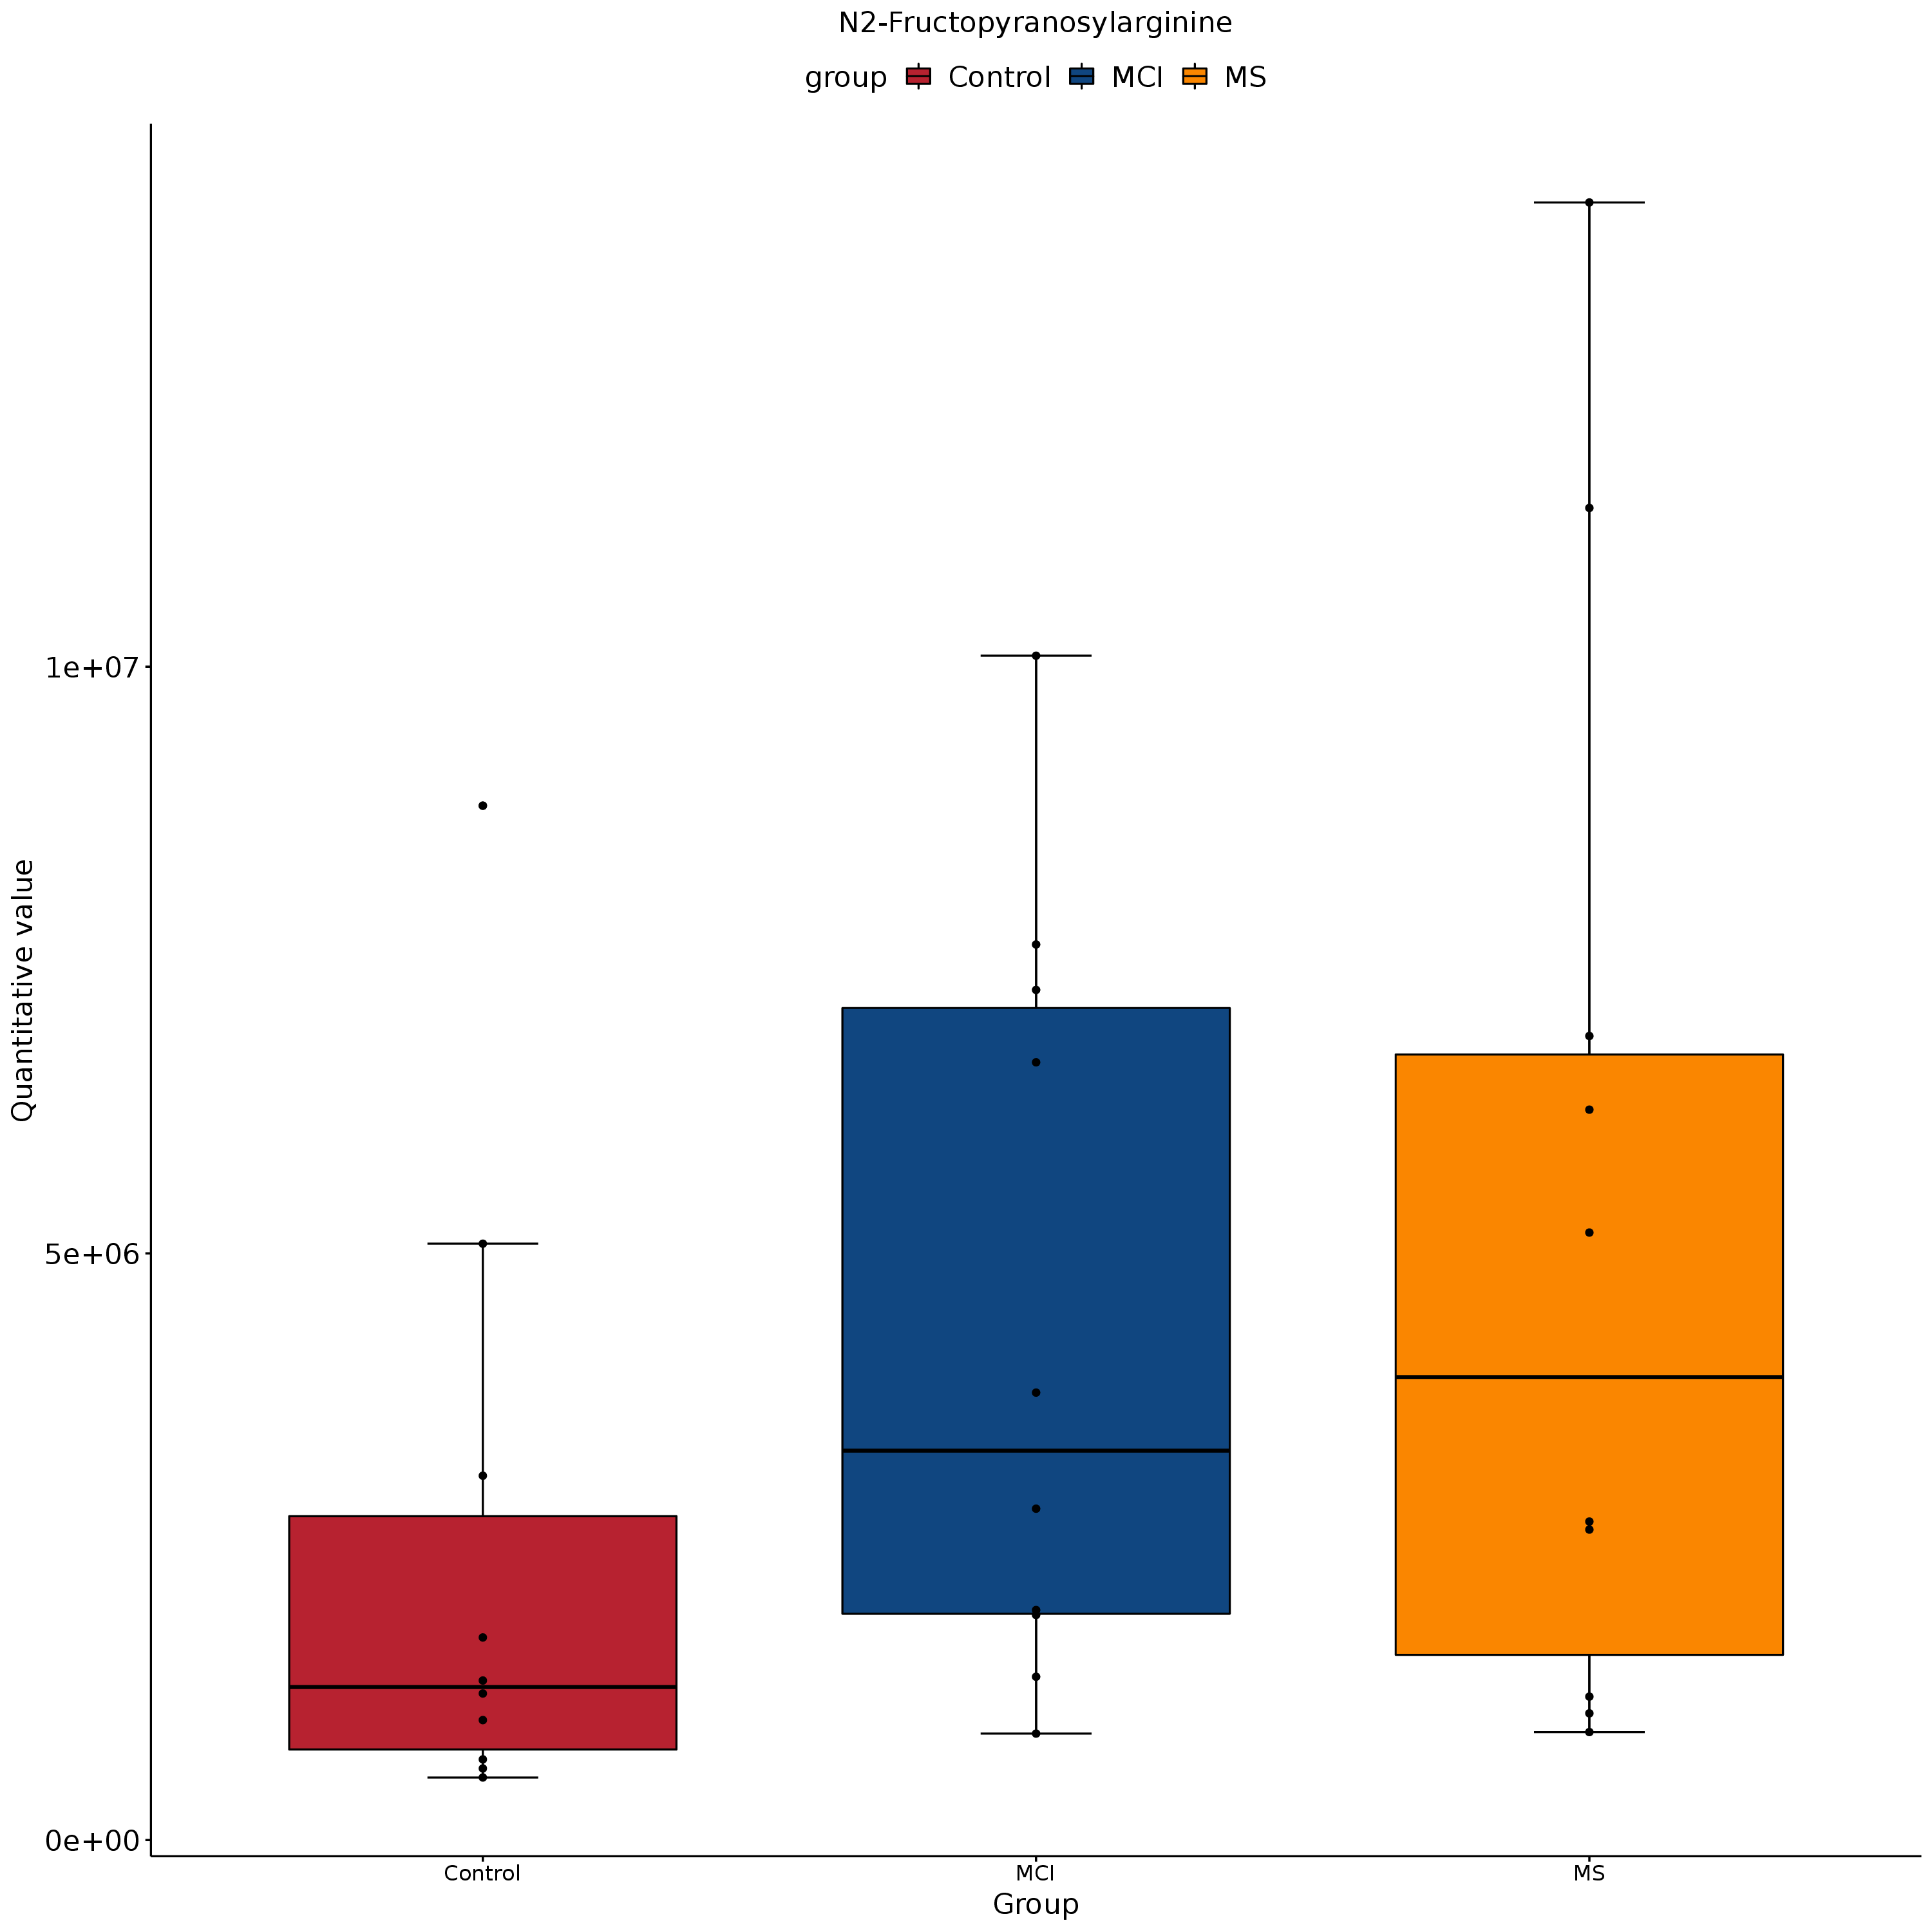 N2-Fructopyranosylarginine
group Control MCI MS
Quantitative value
1e+07
5e+06
0e+00
Control MCI MS
Group